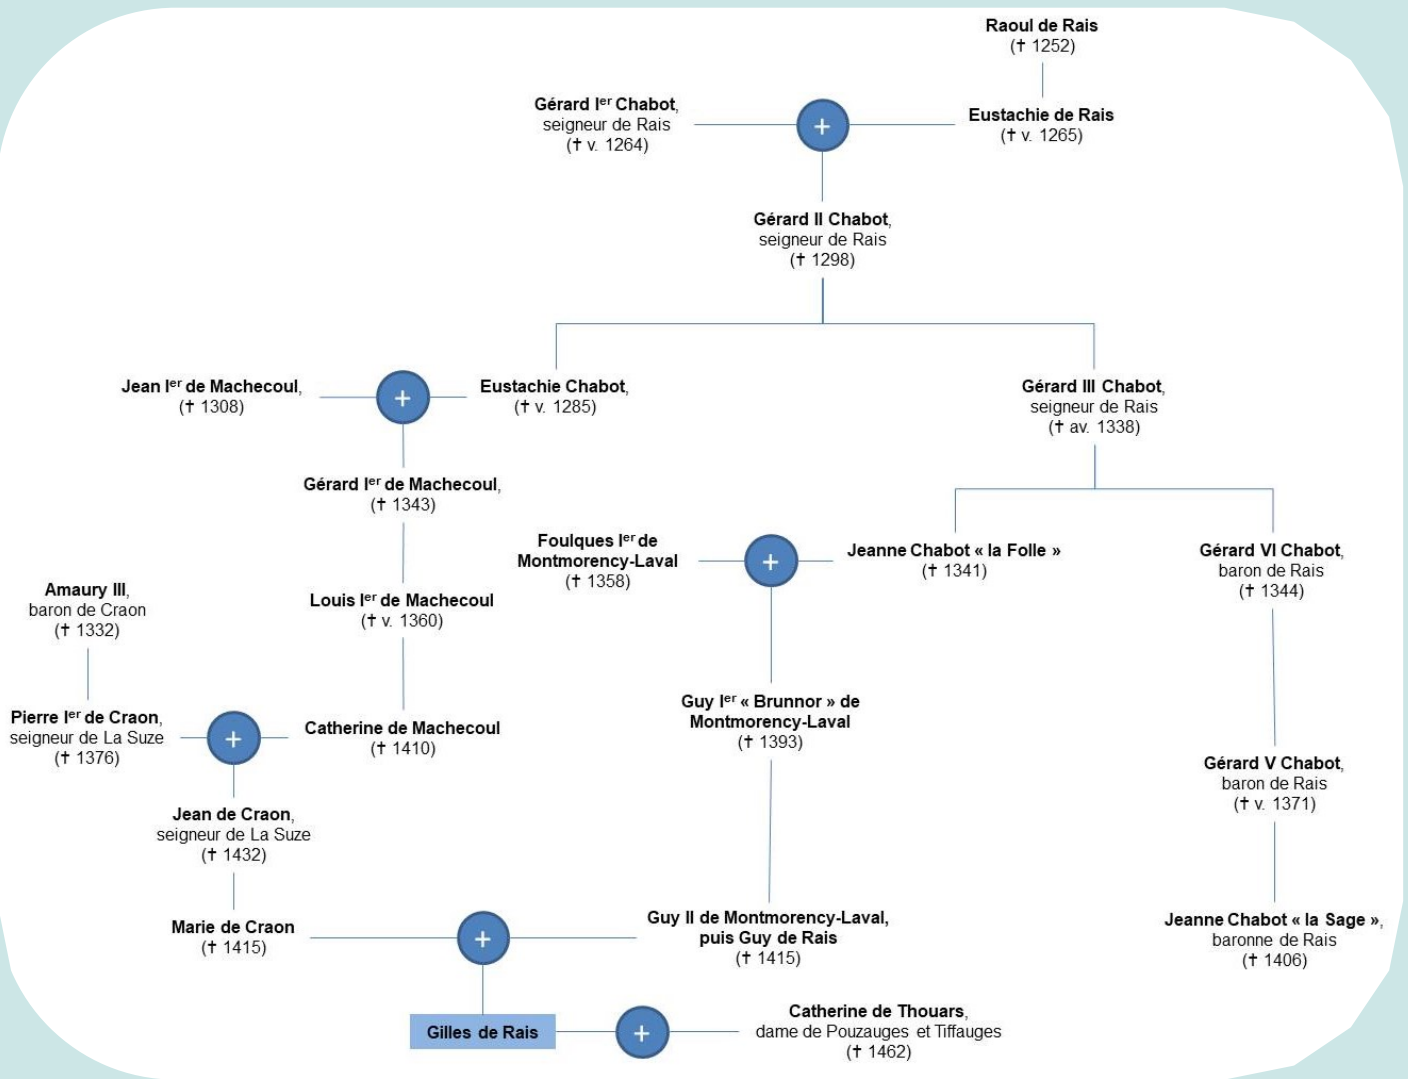 Raoul de Rais
(† 1252)
Gérard Iᵉʳ Chabot,
seigneur de Rais
(† v. 1264)
+
Eustachie de Rais
(† v. 1265)
Gérard II Chabot,
seigneur de Rais
(† 1298)
Jean Iᵉʳ de Machecoul,
(† 1308)
+
Eustachie Chabot,
(† v. 1285)
Gérard III Chabot,
seigneur de Rais
(† av. 1338)
Gérard Iᵉʳ de Machecoul,
(† 1343)
Foulques Iᵉʳ de
Montmorency-Laval
(† 1358)
+
Jeanne Chabot « la Folle »
(† 1341)
Gérard VI Chabot,
baron de Rais
(† 1344)
Amaury III,
baron de Craon
(† 1332)
Louis Iᵉʳ de Machecoul
(† v. 1360)
Pierre Iᵉʳ de Craon,
seigneur de La Suze
(† 1376)
+
Catherine de Machecoul
(† 1410)
Guy Iᵉʳ « Brunnor » de
Montmorency-Laval
(† 1393)
Gérard V Chabot,
baron de Rais
(† v. 1371)
Jean de Craon,
seigneur de La Suze
(† 1432)
Marie de Craon
(† 1415)
+
Guy II de Montmorency-Laval,
puis Guy de Rais
(† 1415)
Jeanne Chabot « la Sage »,
baronne de Rais
(† 1406)
Gilles de Rais
+
Catherine de Thouars,
dame de Pouzauges et Tiffauges
(† 1462)